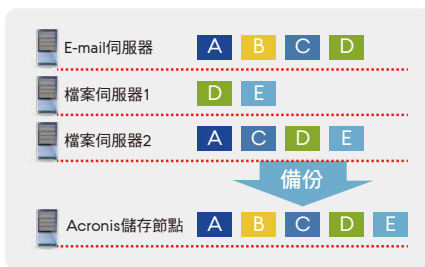 E-mail伺服器 A B C D
檔案伺服器1 D E
檔案伺服器2 A C D E
備份
Acronis儲存節點 A B C D E